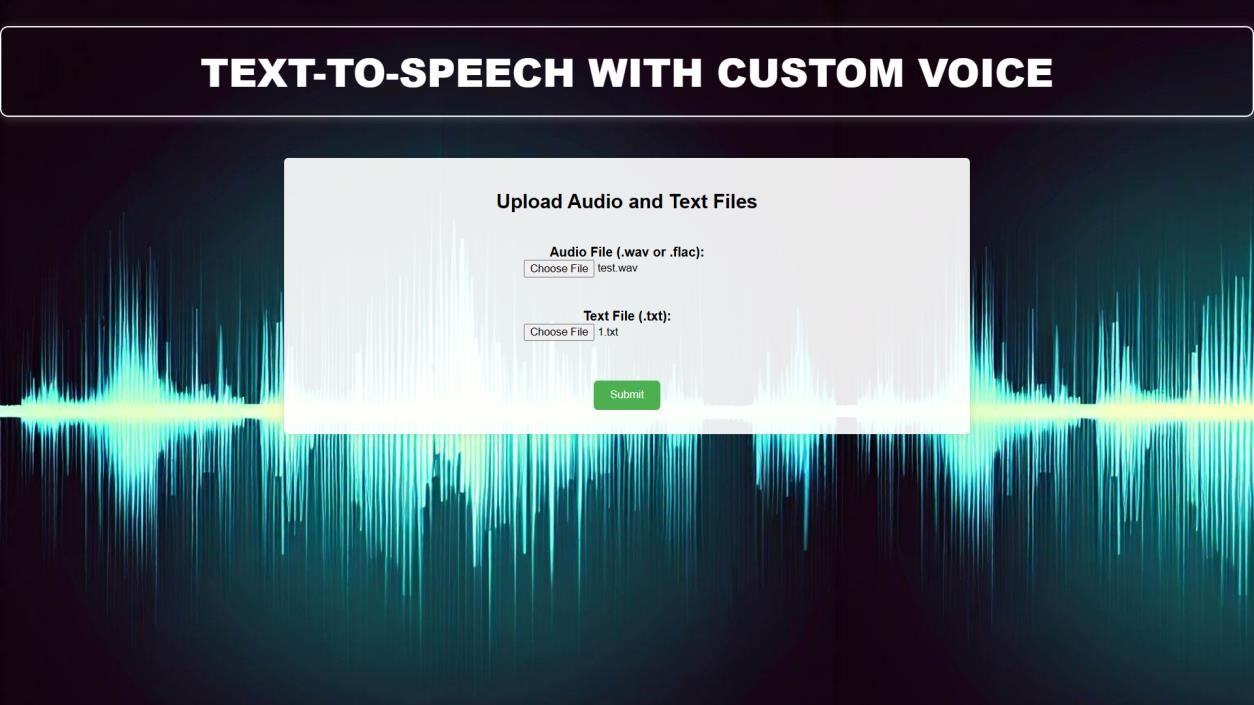 TEXT-TO-SPEECH WITH CUSTOM VOICE
Upload Audio and Text Files
Audio File (.wav or .flac):
Choose File test.wav
Text File (.txt):
Choose File 1.txt
Submit